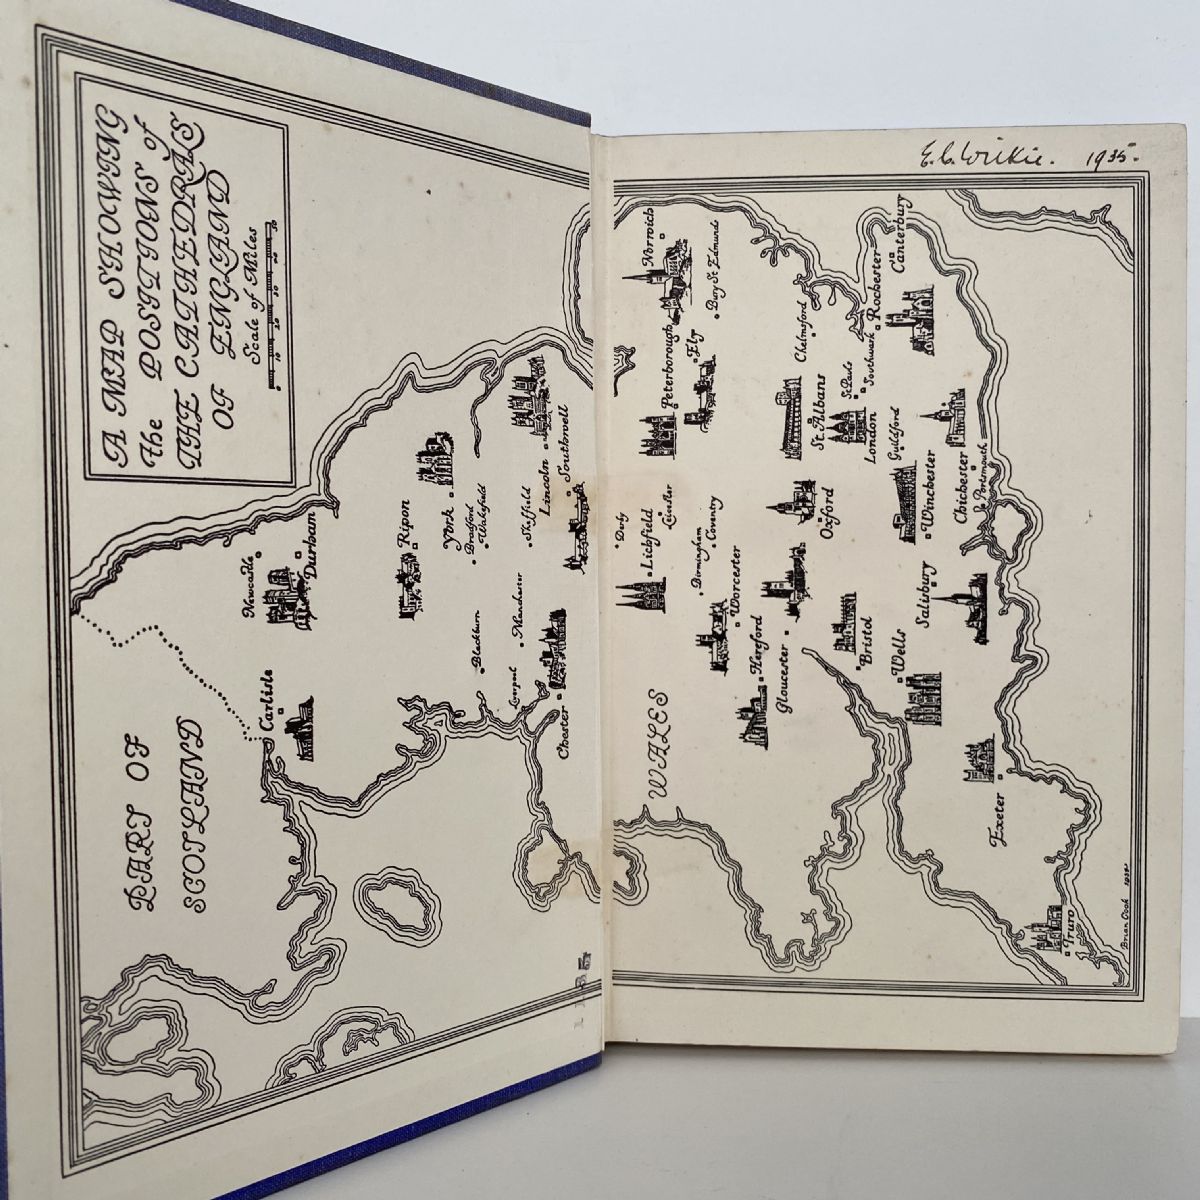 A MAP SHOWING
the POSITIONS of
THE CATHEDRALS
OF ENGLAND
Scale of Miles
PART OF
SCOTLAND
Newcastle
Durham
Carlisle
Ripon
York
Bradford
Wakefield
Blackburn
Manchester
Liverpool
Sheffield
Lincoln
Southwell
Chester
E. C. Wilkie. 1935.
Norwich
Bury St. Edmunds
Peterborough
Ely
Derby
Lichfield
Leicester
Birmingham
Coventry
Worcester
Hereford
Gloucester
WALES
Chelmsford
St. Albans
St Pauls
Southwark
London
Rochester
Canterbury
Oxford
Guildford
Winchester
Chichester
Portsmouth
Bristol
Wells
Salisbury
Exeter
Truro
Brian Cook